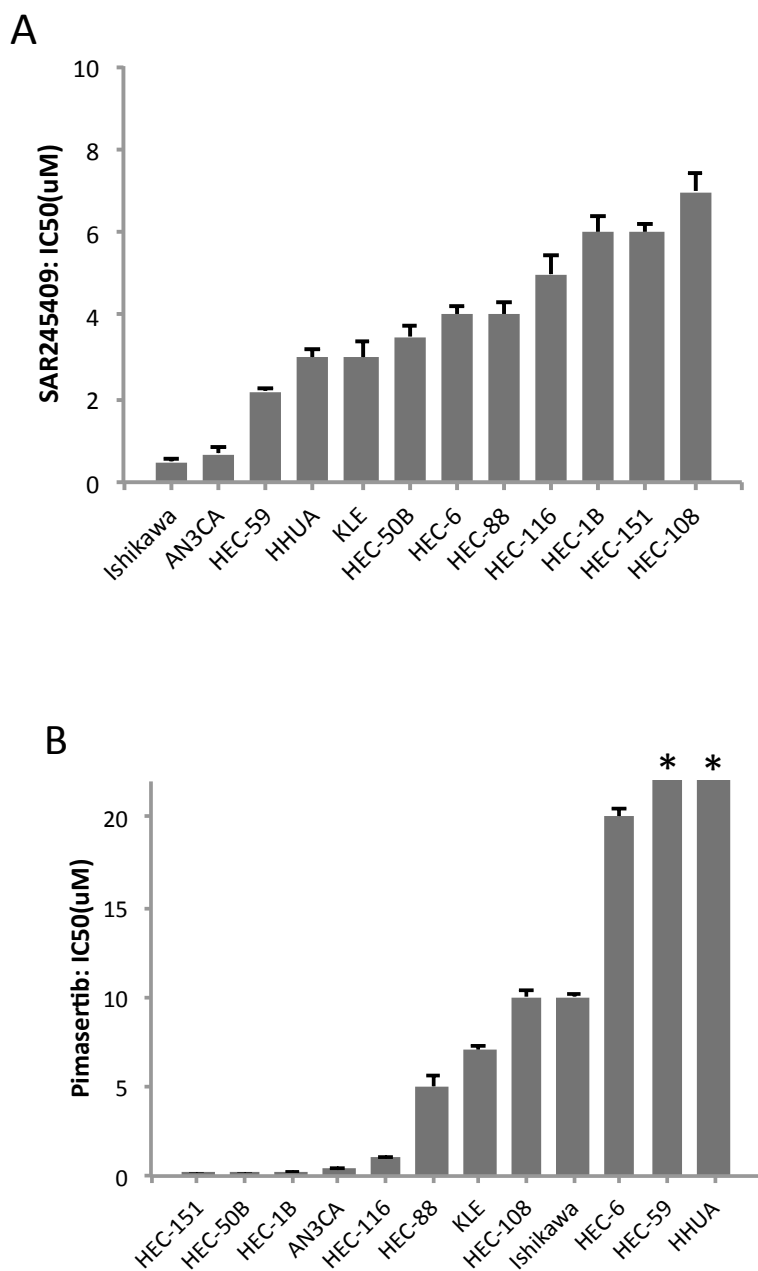 A
SAR245409: IC50(uM)
10
8
6
4
2
0
Ishikawa
AN3CA
HEC-59
HHUA
KLE
HEC-50B
HEC-6
HEC-88
HEC-116
HEC-1B
HEC-151
HEC-108
B
Pimasertib: IC50(uM)
* *
20
15
10
5
0
HEC-151
HEC-50B
HEC-1B
AN3CA
HEC-116
HEC-88
KLE
HEC-108
Ishikawa
HEC-6
HEC-59
HHUA